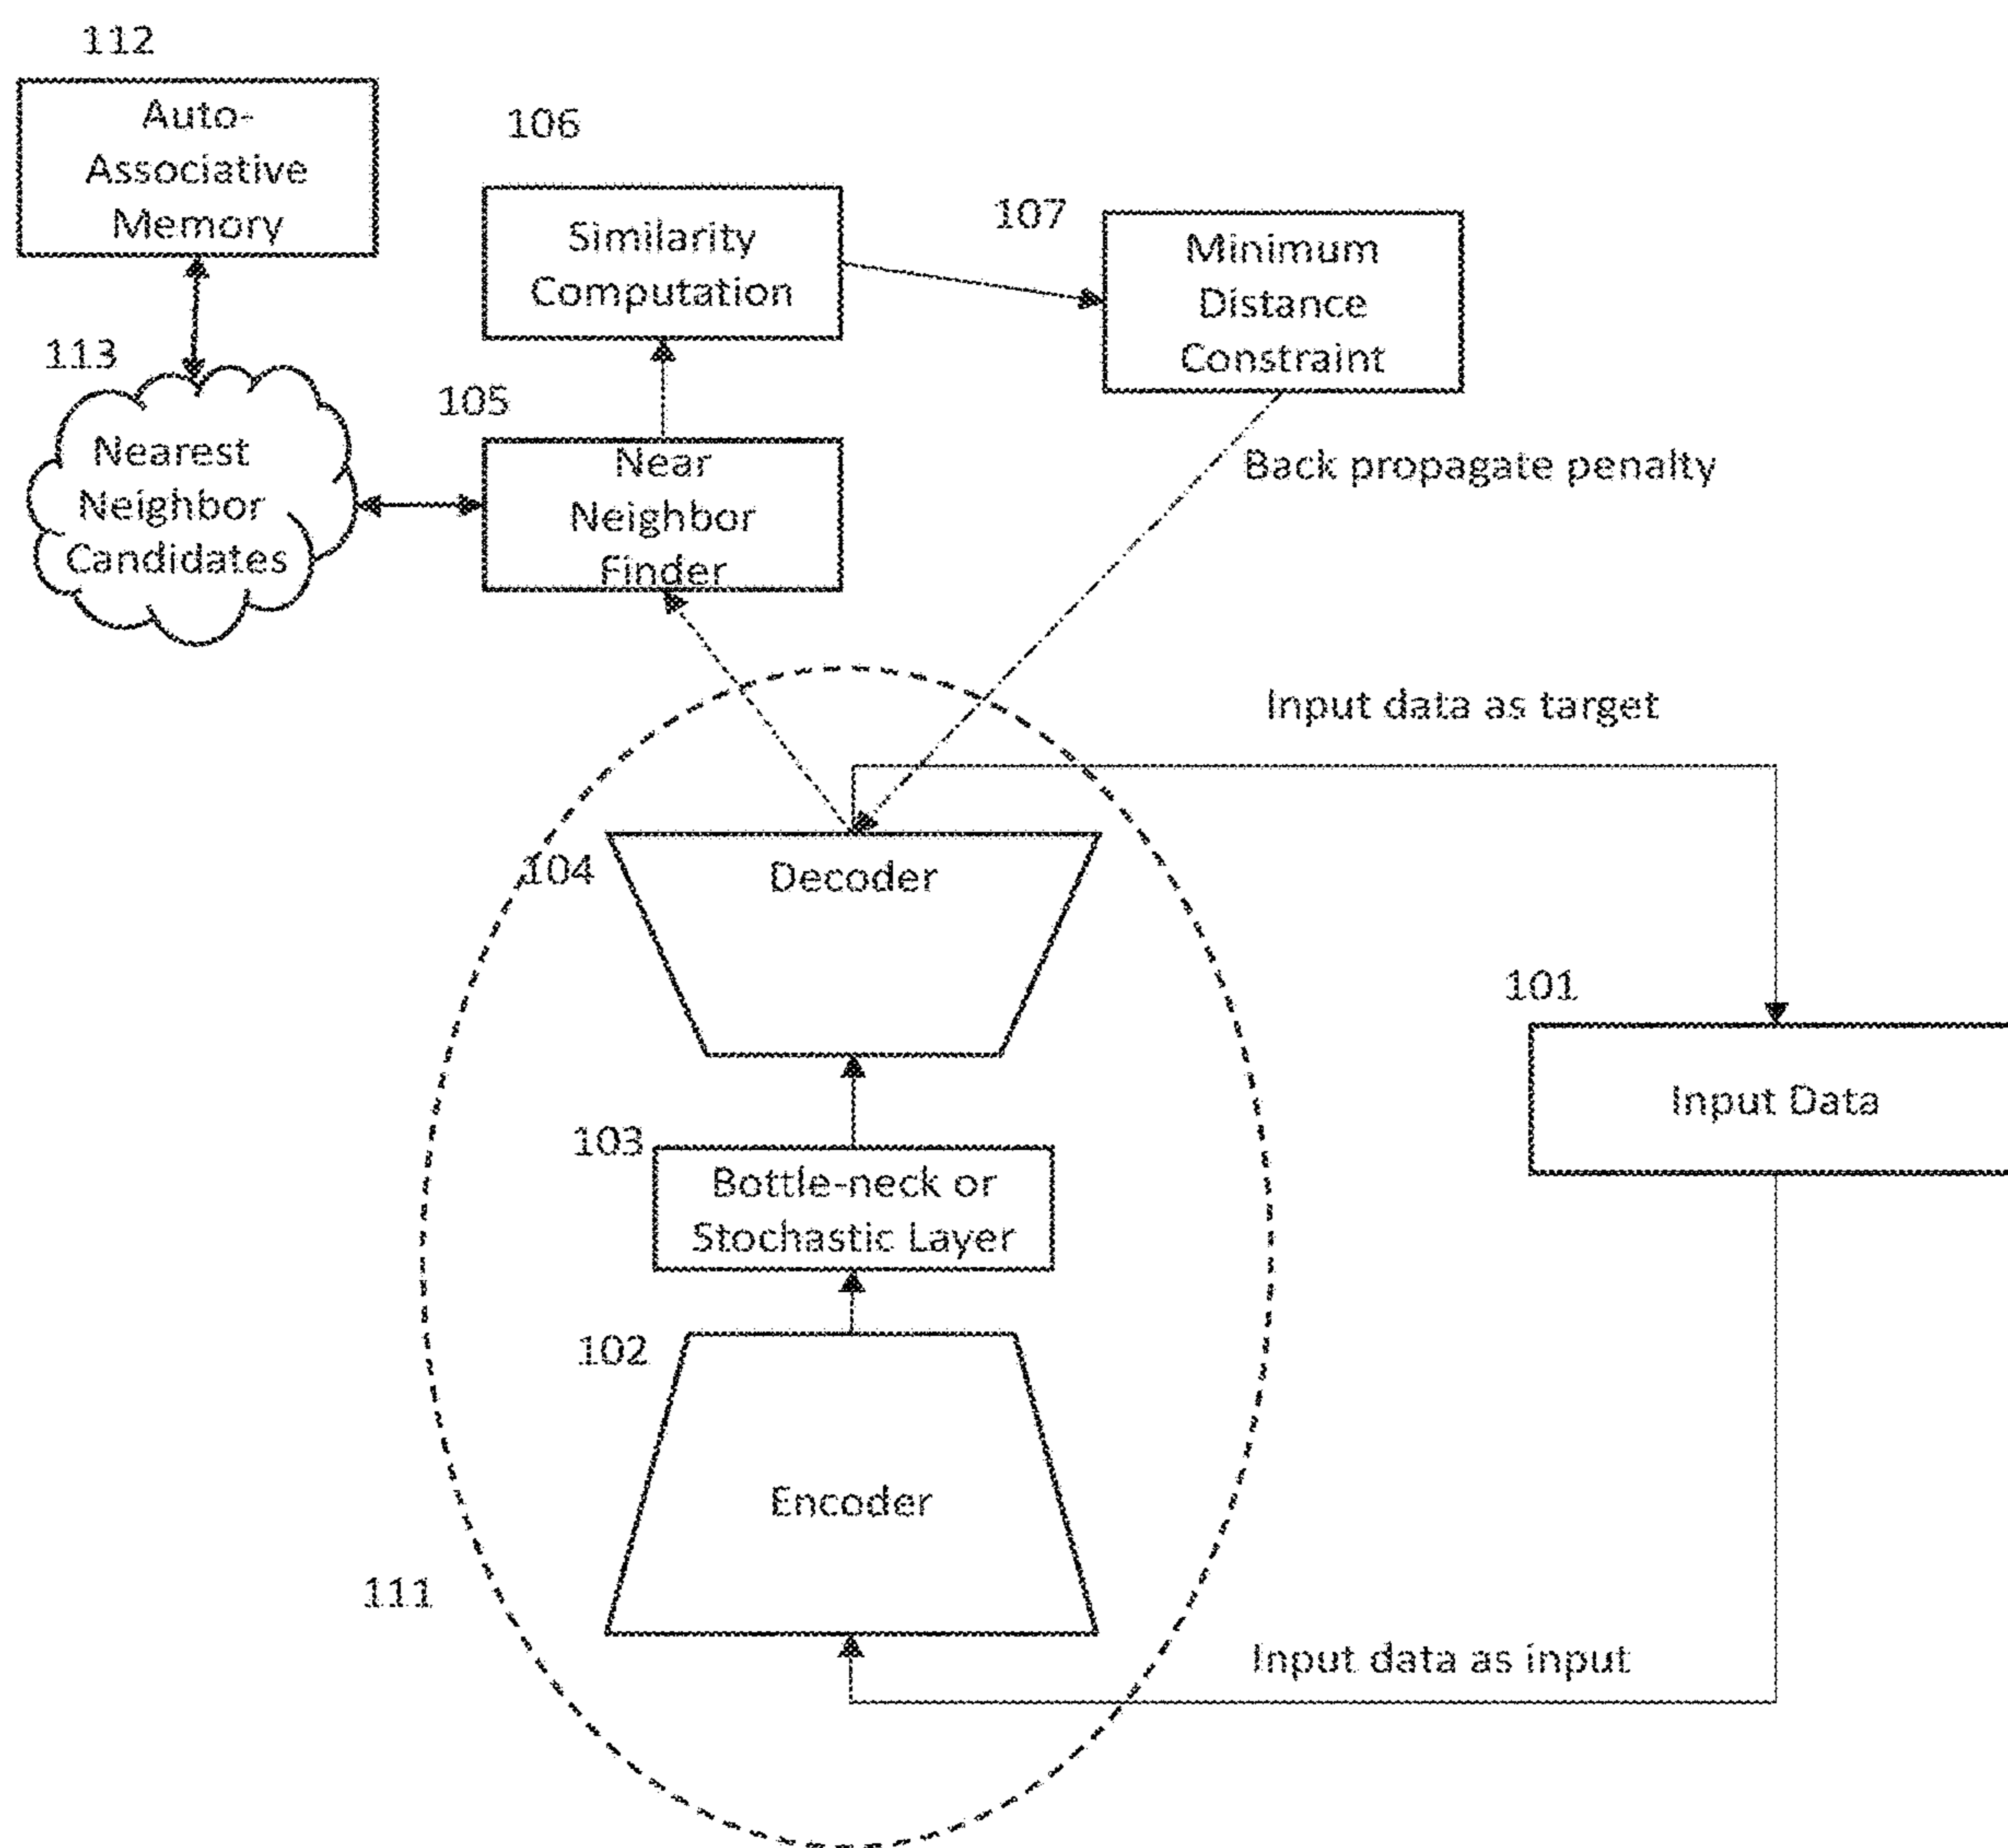 112
Auto-
Associative
Memory
106
Similarity
Computation
107
Minimum
Distance
Constraint
113
Nearest
Neighbor
Candidates
105
Near
Neighbor
Finder
Back propagate penalty
Input data as target
104
Decoder
101
Input Data
103
Bottle-neck or
Stochastic Layer
102
Encoder
111
Input data as input